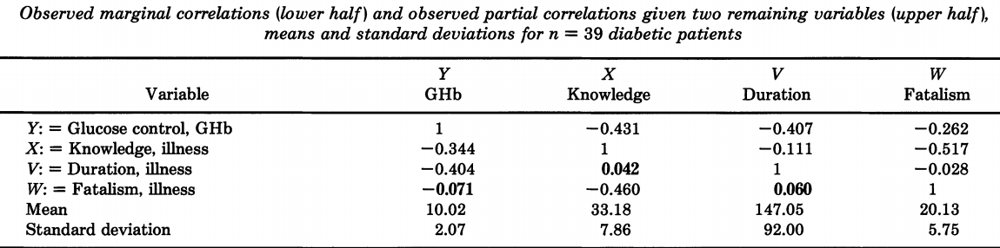 Observed marginal correlations (lower half) and observed partial correlations given two remaining variables (upper half),
means and standard deviations for n = 39 diabetic patients
Y X V W
Variable GHb Knowledge Duration Fatalism
Y: = Glucose control, GHb 1 −0.431 −0.407 −0.262
X: = Knowledge, illness −0.344 1 −0.111 −0.517
V: = Duration, illness −0.404 0.042 1 −0.028
W: = Fatalism, illness −0.071 −0.460 0.060 1
Mean 10.02 33.18 147.05 20.13
Standard deviation 2.07 7.86 92.00 5.75